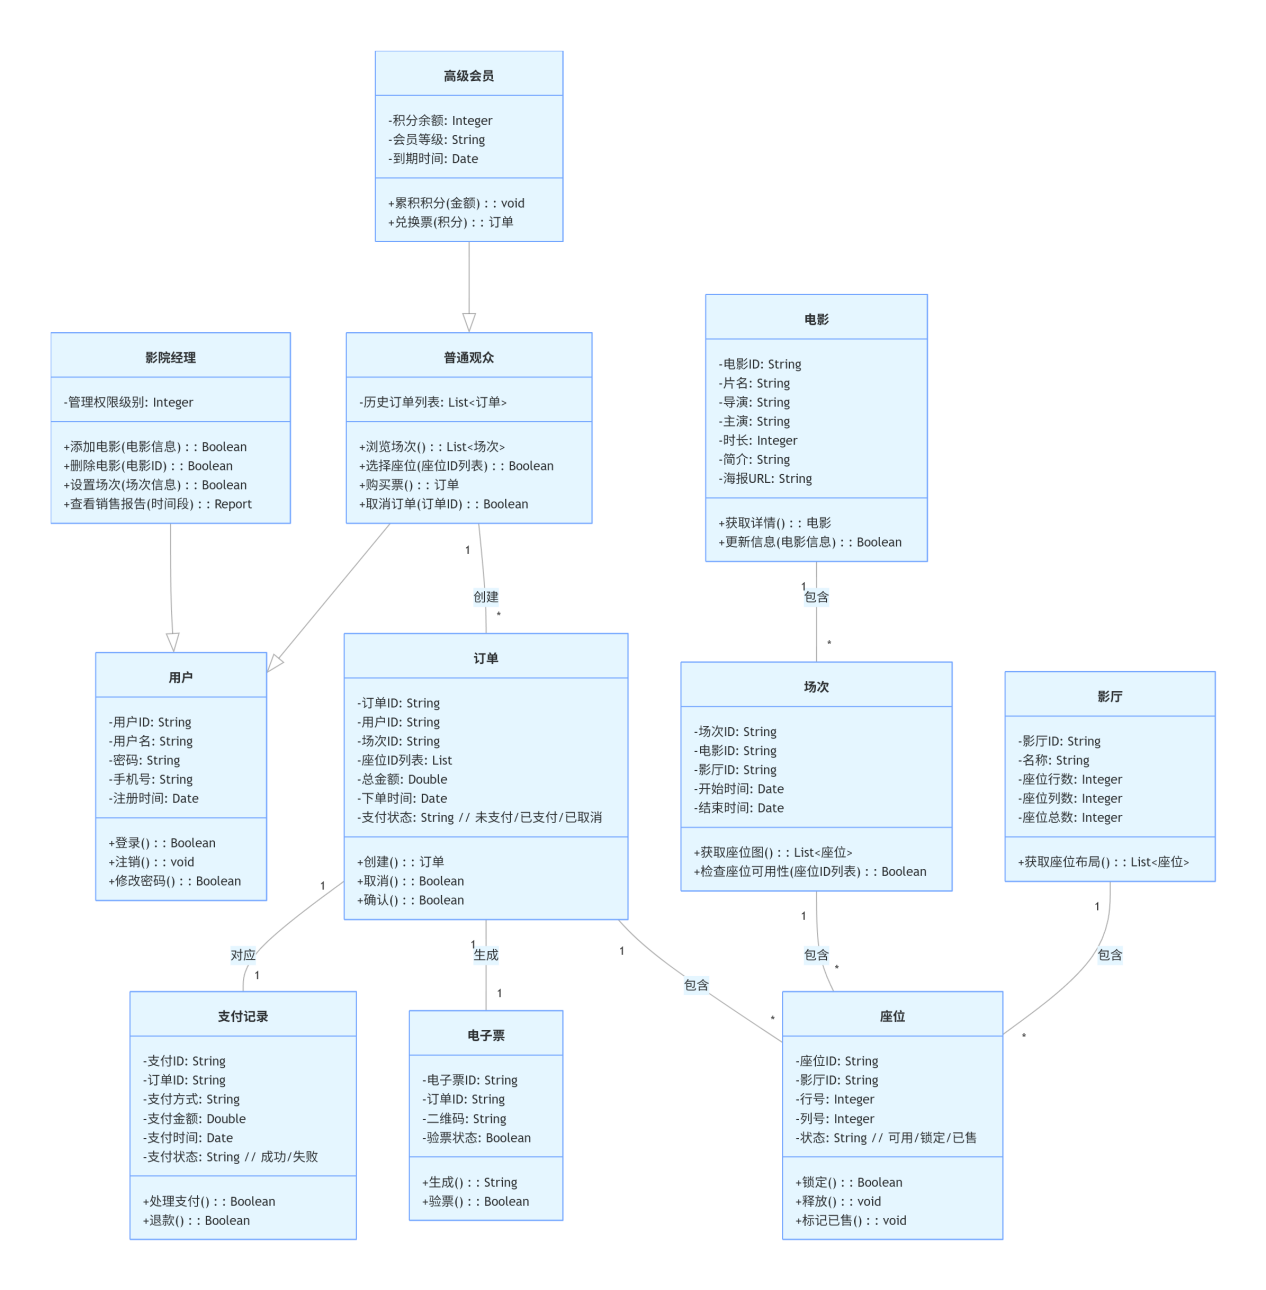 高级会员
-积分余额: Integer
-会员等级: String
-到期时间: Date
+累积积分(金额) : : void
+兑换票(积分) : : 订单
影院经理
-管理权限级别: Integer
+添加电影(电影信息) : : Boolean
+删除电影(电影ID) : : Boolean
+设置场次(场次信息) : : Boolean
+查看销售报告(时间段) : : Report
普通观众
-历史订单列表: List<订单>
+浏览场次() : : List<场次>
+选择座位(座位ID列表) : : Boolean
+购买票() : : 订单
+取消订单(订单ID) : : Boolean
电影
-电影ID: String
-片名: String
-导演: String
-主演: String
-时长: Integer
-简介: String
-海报URL: String
+获取详情() : : 电影
+更新信息(电影信息) : : Boolean
1
创建
*
1
包含
*
用户
-用户ID: String
-用户名: String
-密码: String
-手机号: String
-注册时间: Date
+登录() : : Boolean
+注销() : : void
+修改密码() : : Boolean
订单
-订单ID: String
-用户ID: String
-场次ID: String
-座位ID列表: List
-总金额: Double
-下单时间: Date
-支付状态: String // 未支付/已支付/已取消
+创建() : : 订单
+取消() : : Boolean
+确认() : : Boolean
场次
-场次ID: String
-电影ID: String
-影厅ID: String
-开始时间: Date
-结束时间: Date
+获取座位图() : : List<座位>
+检查座位可用性(座位ID列表) : : Boolean
影厅
-影厅ID: String
-名称: String
-座位行数: Integer
-座位列数: Integer
-座位总数: Integer
+获取座位布局() : : List<座位>
1
对应
1
1
生成
1
1
包含
*
1
包含
*
1
包含
*
支付记录
-支付ID: String
-订单ID: String
-支付方式: String
-支付金额: Double
-支付时间: Date
-支付状态: String // 成功/失败
+处理支付() : : Boolean
+退款() : : Boolean
电子票
-电子票ID: String
-订单ID: String
-二维码: String
-验票状态: Boolean
+生成() : : String
+验票() : : Boolean
座位
-座位ID: String
-影厅ID: String
-行号: Integer
-列号: Integer
-状态: String // 可用/锁定/已售
+锁定() : : Boolean
+释放() : : void
+标记已售() : : void